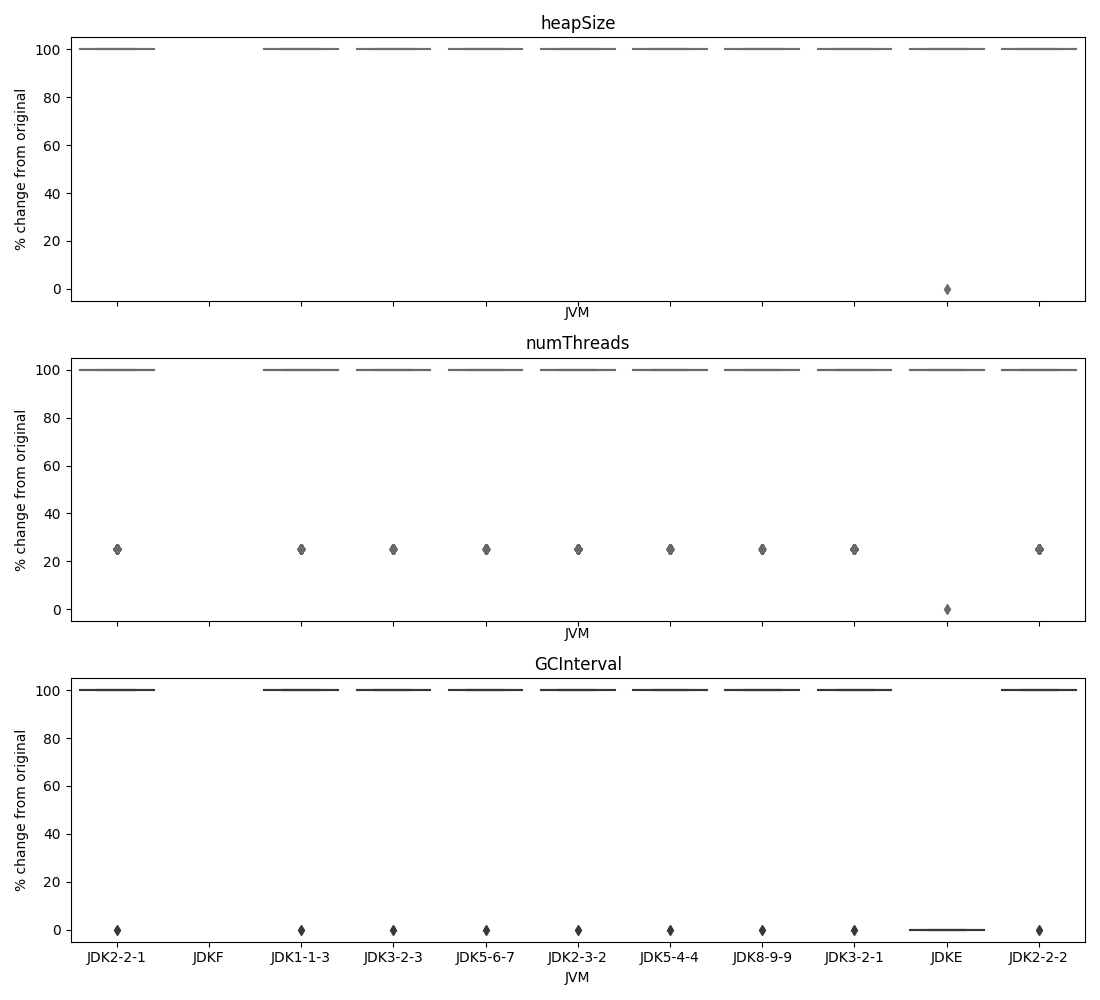 heapSize
100
80
60
40
20
0
% change from original
JVM
numThreads
100
80
60
40
20
0
% change from original
JVM
GCInterval
100
80
60
40
20
0
% change from original
JDK2-2-1 JDKF JDK1-1-3 JDK3-2-3 JDK5-6-7 JDK2-3-2 JDK5-4-4 JDK8-9-9 JDK3-2-1 JDKE JDK2-2-2
JVM